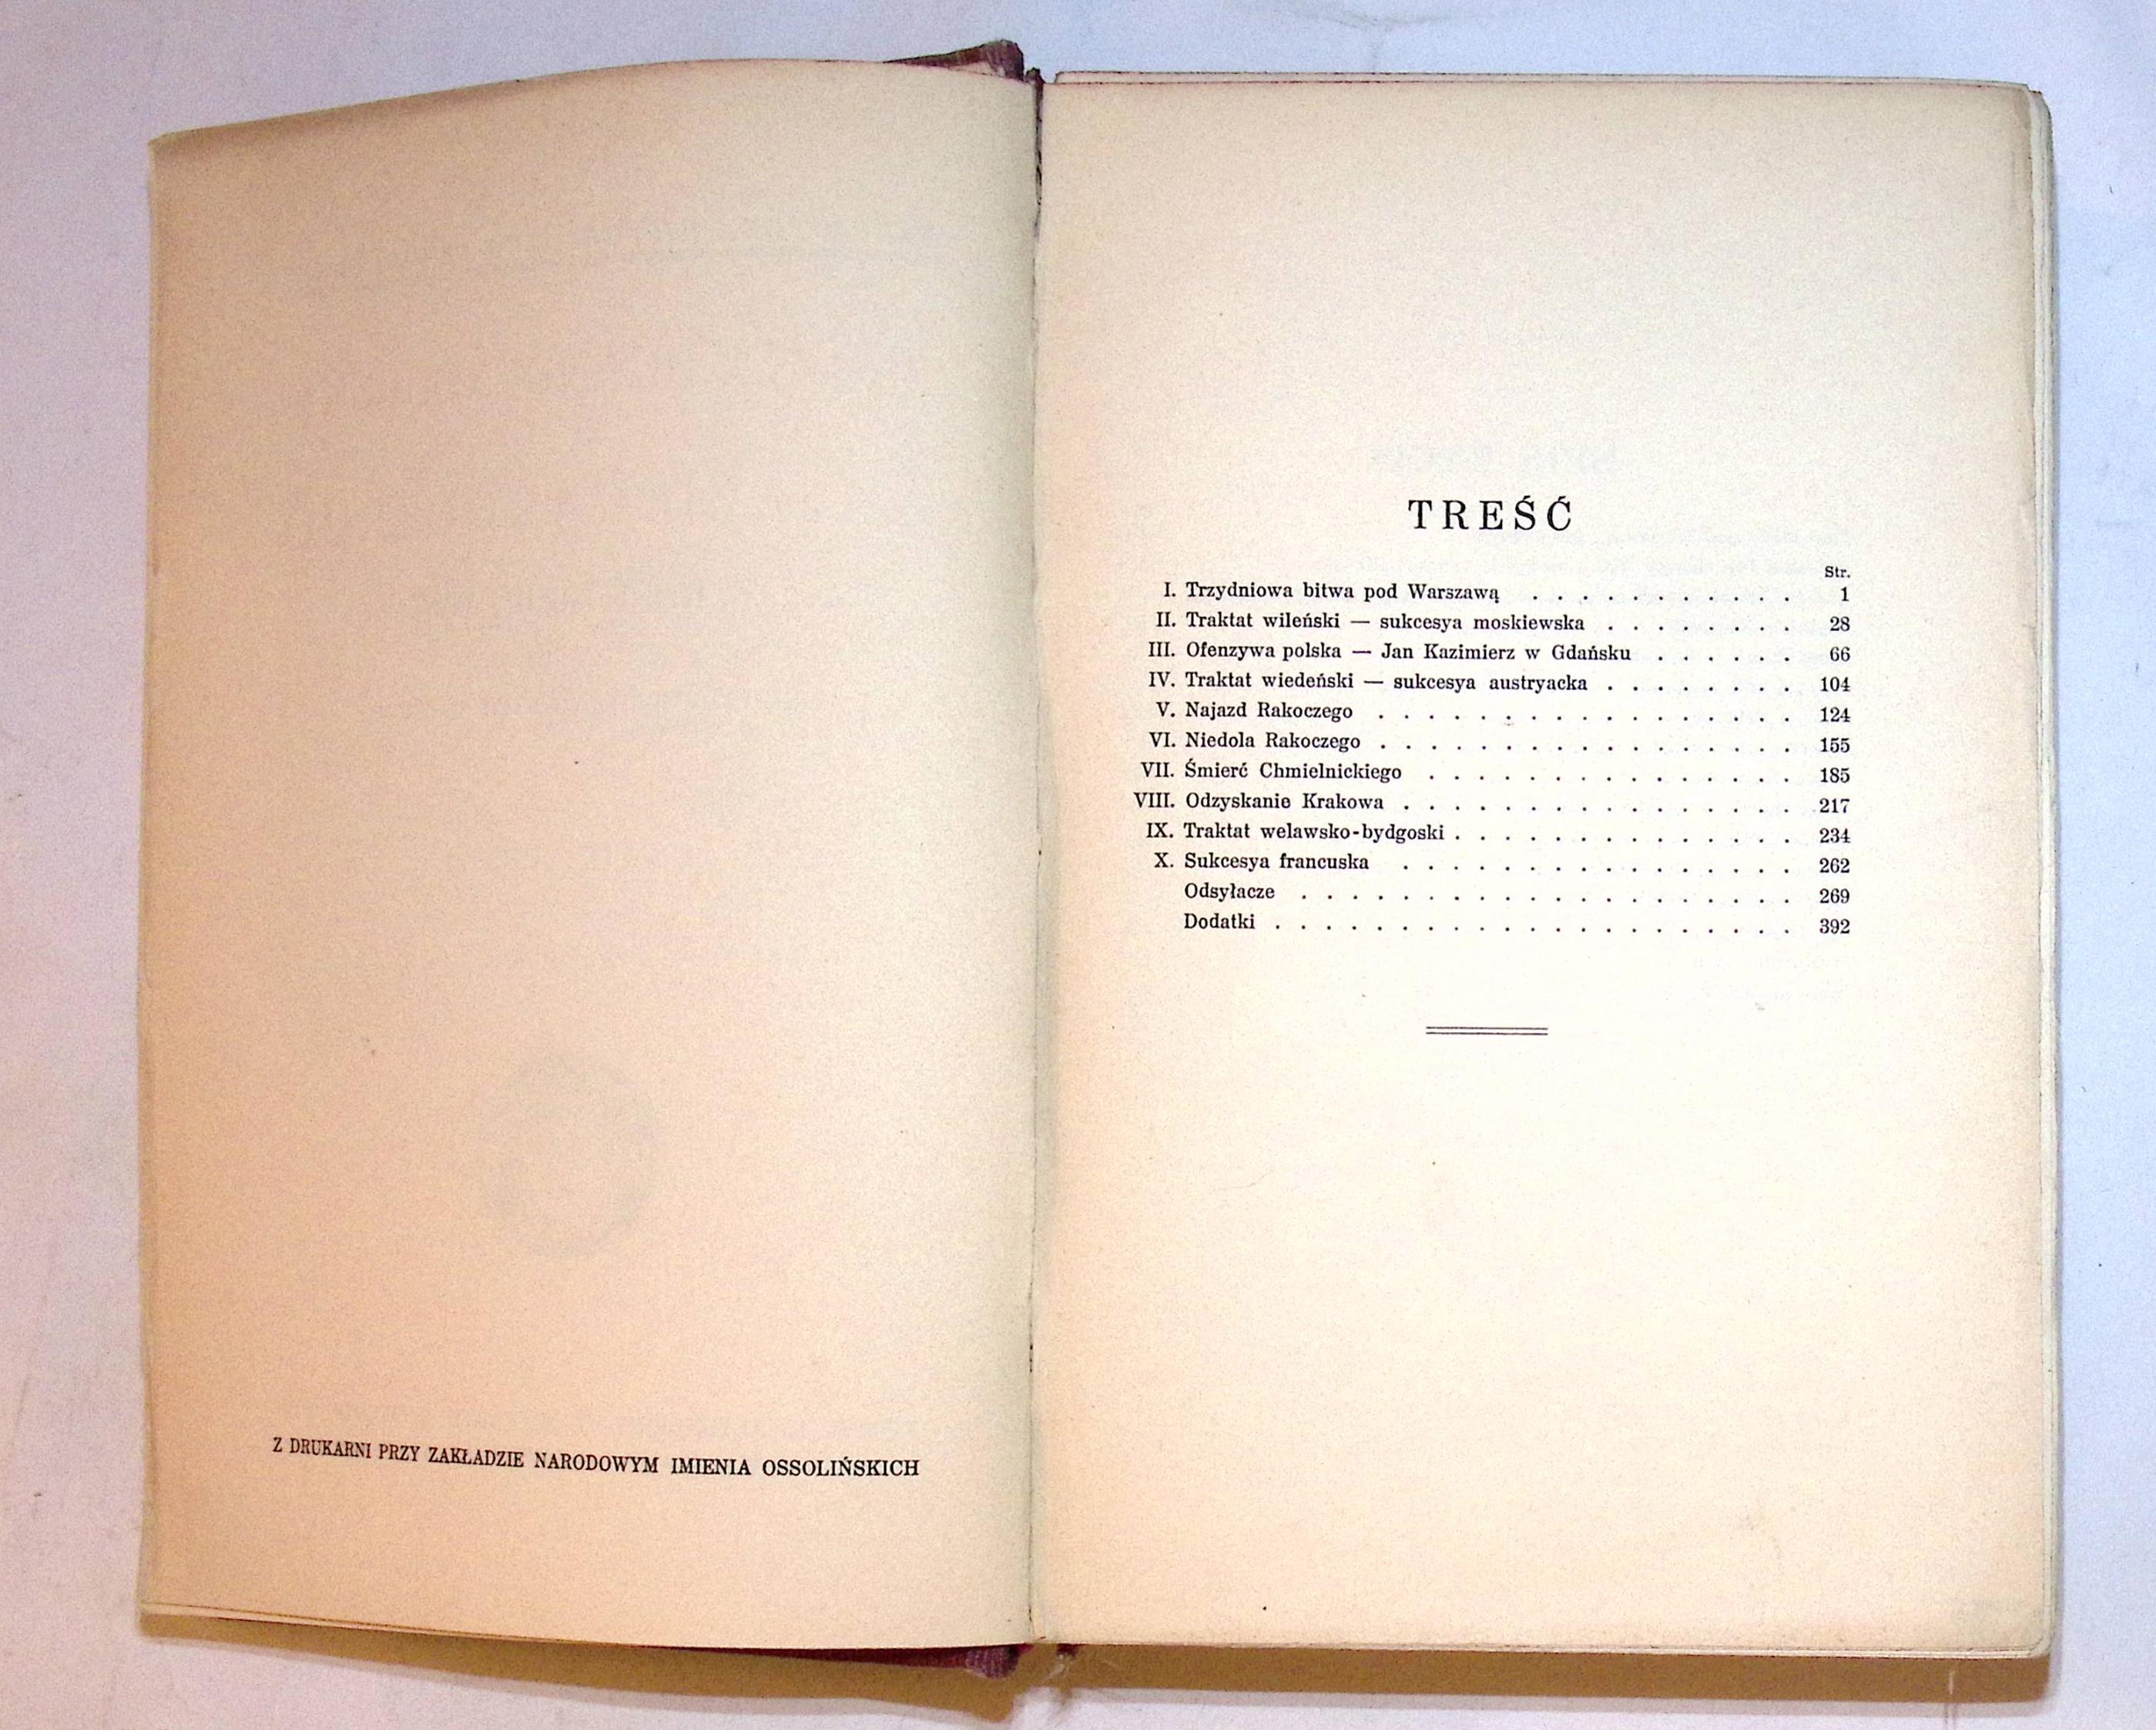 Z DRUKARNI PRZY ZAKŁADZIE NARODOWYM IMIENIA OSSOLIŃSKICH
TREŚĆ
Str.
I. Trzydniowa bitwa pod Warszawą . . . . . . . . . . . 1
II. Traktat wileński — sukcesya moskiewska . . . . . . . . 28
III. Ofenzywa polska — Jan Kazimierz w Gdańsku . . . . . . 66
IV. Traktat wiedeński — sukcesya austryacka . . . . . . . . 104
V. Najazd Rakoczego . . . . . . . . . . . . . . . . . 124
VI. Niedola Rakoczego . . . . . . . . . . . . . . . . . 155
VII. Śmierć Chmielnickiego . . . . . . . . . . . . . . . 185
VIII. Odzyskanie Krakowa . . . . . . . . . . . . . . . . 217
IX. Traktat welawsko-bydgoski . . . . . . . . . . . . . . 234
X. Sukcesya francuska . . . . . . . . . . . . . . . . 262
Odsyłacze . . . . . . . . . . . . . . . . . . . . 269
Dodatki . . . . . . . . . . . . . . . . . . . . . 392